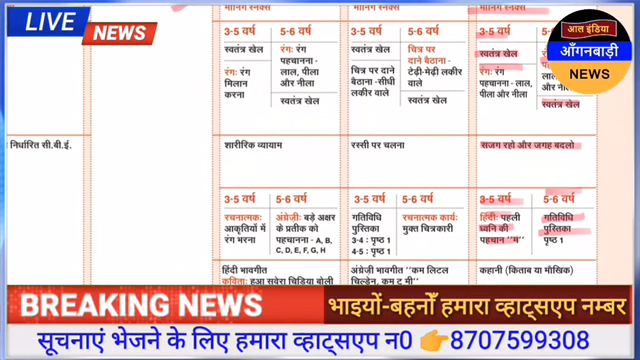 LIVE
NEWS
आल इंडिया
आँगनबाड़ी
NEWS
मॉर्निंग स्नैक्स
मॉर्निंग स्नैक्स
मॉर्निंग स्नैक्स
3-5 वर्ष
5-6 वर्ष
3-5 वर्ष
5-6 वर्ष
3-5 वर्ष
5-6 वर्ष
स्वतंत्र खेल
रंग: रंग
मिलान
करना
रंग: रंग
पहचानना -
लाल, पीला
और नीला
स्वतंत्र खेल
स्वतंत्र खेल
चित्र पर दाने
बैठाना -सीधी
लकीर वाले
चित्र पर
दाने बैठाना -
टेढ़ी-मेढ़ी लकीर
वाले
स्वतंत्र खेल
स्वतंत्र खेल
रंग: रंग
पहचानना - लाल,
पीला और नीला
और नीला
स्वतंत्र खेल
निर्धारित सी.बी.ई.
शारीरिक व्यायाम
रस्सी पर चलना
सजग रहो और जगह बदलो
3-5 वर्ष
5-6 वर्ष
3-5 वर्ष
5-6 वर्ष
रचनात्मक:
आकृतियों में
रंग भरना
अंग्रेजी: बड़े अक्षर
के प्रतीक को
पहचानना - A, B,
C, D, E, F, G, H
गतिविधि
पुस्तिका
3-4 : पृष्ठ 1
4-5 : पृष्ठ 1
रचनात्मक कार्य:
मुक्त चित्रकारी
3-5 वर्ष
5-6 वर्ष
हिंदी: पहली
ध्वनि की
पहचान "म"
गतिविधि
पुस्तिका
पृष्ठ 1
हिंदी भावगीत
कविता: हुआ सवेरा चिड़िया बोली
अंग्रेजी भावगीत "कम लिटिल
चिल्ड्रेन, कम टू मी"
कहानी (किताब या मौखिक)
BREAKING NEWS
भाइयों-बहनोँ हमारा व्हाट्सएप नम्बर
सूचनाएं भेजने के लिए हमारा व्हाट्सएप न0 👉8707599308